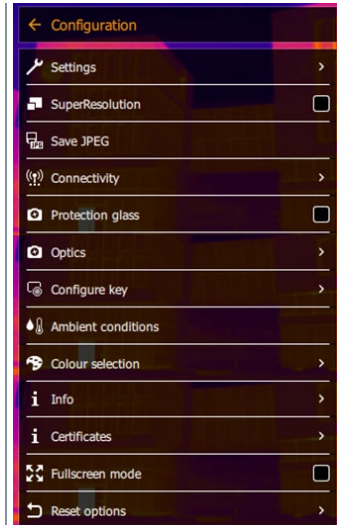 Configuration
Settings
SuperResolution
JPG
Save JPEG
Connectivity
Protection glass
Optics
Configure key
Ambient conditions
Colour selection
Info
Certificates
Fullscreen mode
Reset options